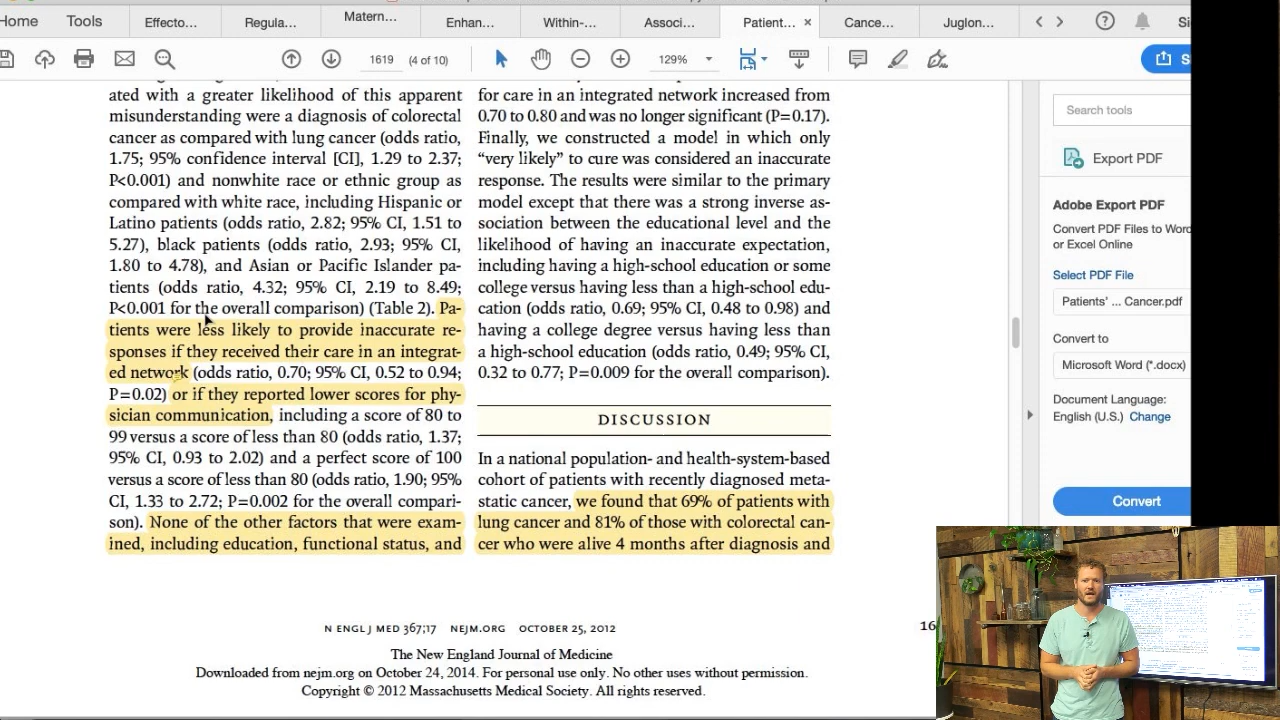 Home
Tools
Effecto...
Regula...
Matern...
Enhan...
Within-...
Associ...
Patient...
Cance...
Juglon...
1619
(4 of 10)
129%
ated with a greater likelihood of this apparent
misunderstanding were a diagnosis of colorectal
cancer as compared with lung cancer (odds ratio,
1.75; 95% confidence interval [CI], 1.29 to 2.37;
P<0.001) and nonwhite race or ethnic group as
compared with white race, including Hispanic or
Latino patients (odds ratio, 2.82; 95% CI, 1.51 to
5.27), black patients (odds ratio, 2.93; 95% CI,
1.80 to 4.78), and Asian or Pacific Islander pa-
tients (odds ratio, 4.32; 95% CI, 2.19 to 8.49;
P<0.001 for the overall comparison) (Table 2). Pa-
tients were less likely to provide inaccurate re-
sponses if they received their care in an integrat-
ed network (odds ratio, 0.70; 95% CI, 0.52 to 0.94;
P=0.02) or if they reported lower scores for phy-
sician communication, including a score of 80 to
99 versus a score of less than 80 (odds ratio, 1.37;
95% CI, 0.93 to 2.02) and a perfect score of 100
versus a score of less than 80 (odds ratio, 1.90; 95%
CI, 1.33 to 2.72; P=0.002 for the overall compari-
son). None of the other factors that were exam-
ined, including education, functional status, and
for care in an integrated network increased from
0.70 to 0.80 and was no longer significant (P=0.17).
Finally, we constructed a model in which only
“very likely” to cure was considered an inaccurate
response. The results were similar to the primary
model except that there was a strong inverse as-
sociation between the educational level and the
likelihood of having an inaccurate expectation,
including having a high-school education or some
college versus having less than a high-school edu-
cation (odds ratio, 0.69; 95% CI, 0.48 to 0.98) and
having a college degree versus having less than
a high-school education (odds ratio, 0.49; 95% CI,
0.32 to 0.77; P=0.009 for the overall comparison).
DISCUSSION
In a national population- and health-system-based
cohort of patients with recently diagnosed meta-
static cancer, we found that 69% of patients with
lung cancer and 81% of those with colorectal can-
cer who were alive 4 months after diagnosis and
N ENGL J MED 367;17 NEJM.ORG OCTOBER 25, 2012
16
The New England Journal of Medicine
Downloaded from nejm.org on October 24, 2014. For personal use only. No other uses without permission.
Copyright © 2012 Massachusetts Medical Society. All rights reserved.
Search tools
Export PDF
Adobe Export PDF
Convert PDF Files to Word
or Excel Online
Select PDF File
Patients' ... Cancer.pdf
Convert to
Microsoft Word (*.docx)
Document Language:
English (U.S.) Change
Convert